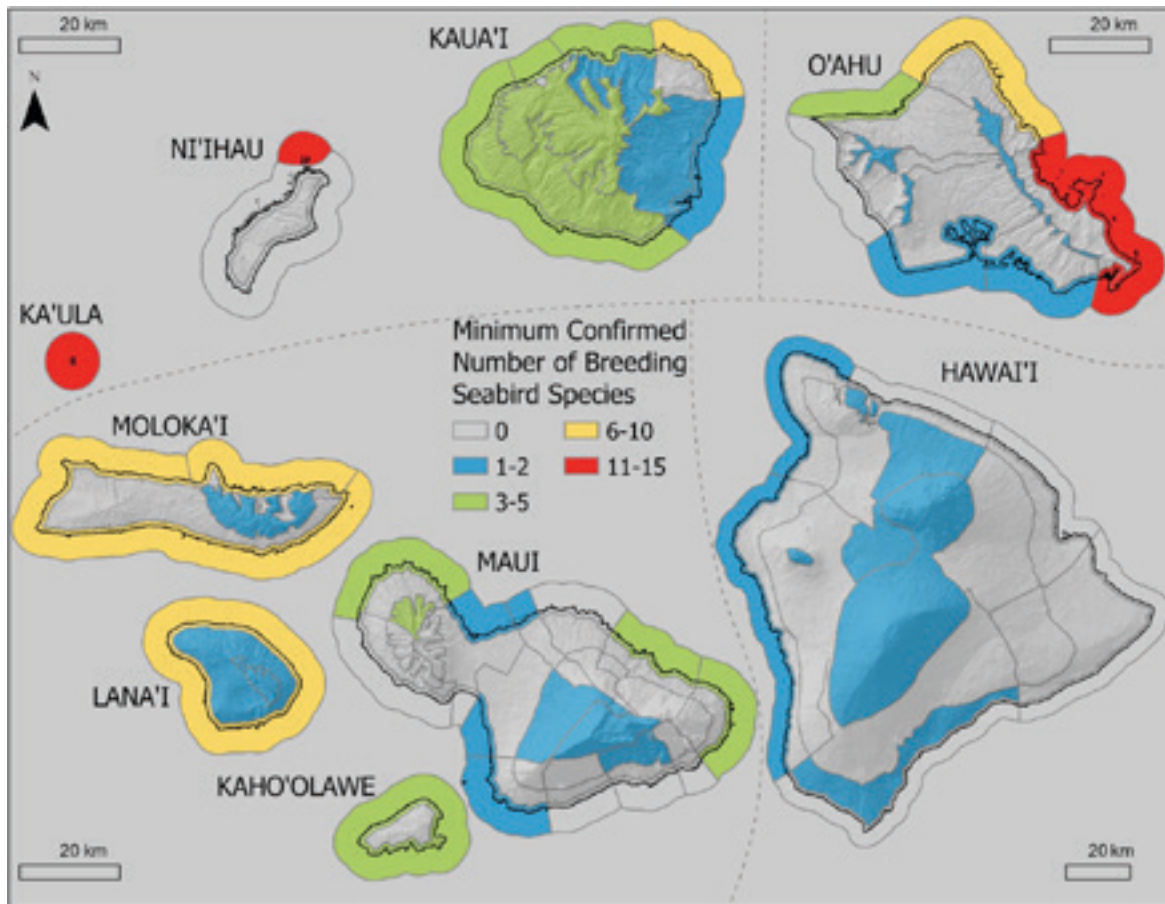 20 km
N
KAUA'I
20 km
O'AHU
NI'IHAU
KA'ULA
Minimum Confirmed
Number of Breeding
Seabird Species
0
6-10
1-2
11-15
3-5
HAWAI'I
MOLOKA'I
MAUI
LANA'I
KAHO'OLAWE
20 km
20 km